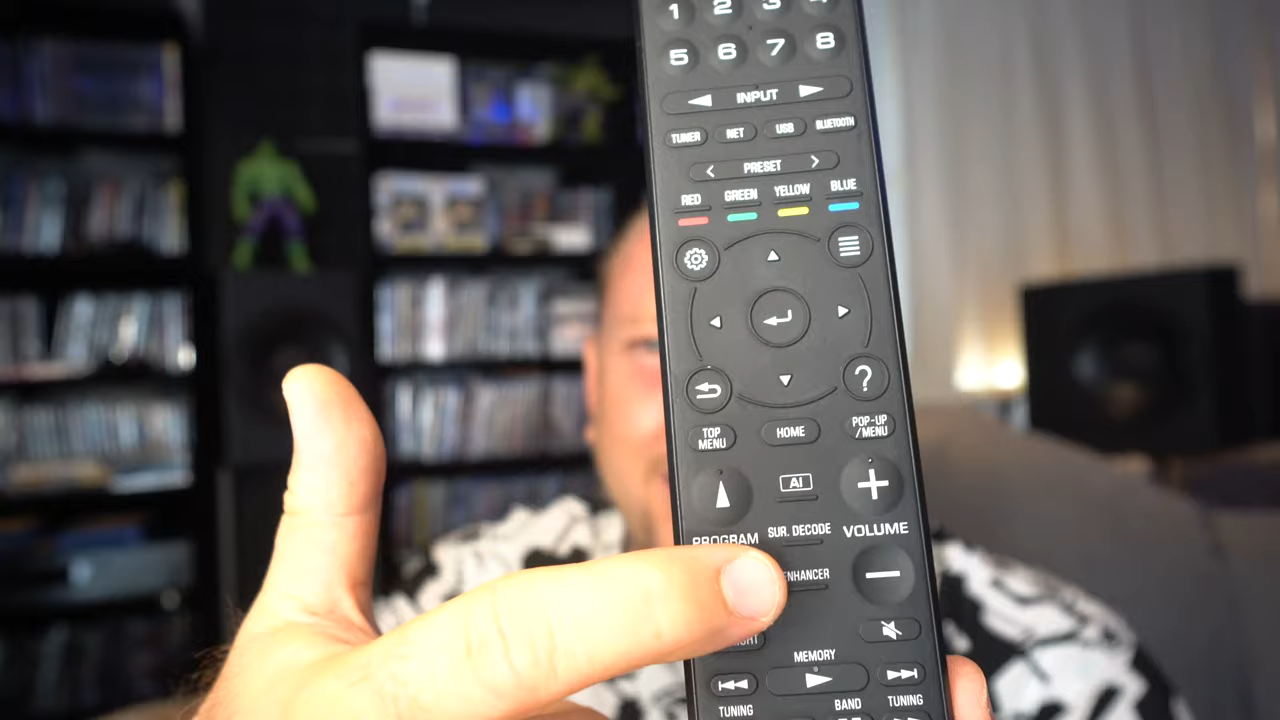 1 2 3 4
5 6 7 8
INPUT
TUNER NET USB BLUETOOTH
< PRESET >
RED GREEN YELLOW BLUE
?
TOP MENU HOME POP-UP /MENU
AI
PROGRAM SUR. DECODE VOLUME
ENHANCER
MEMORY
TUNING BAND TUNING